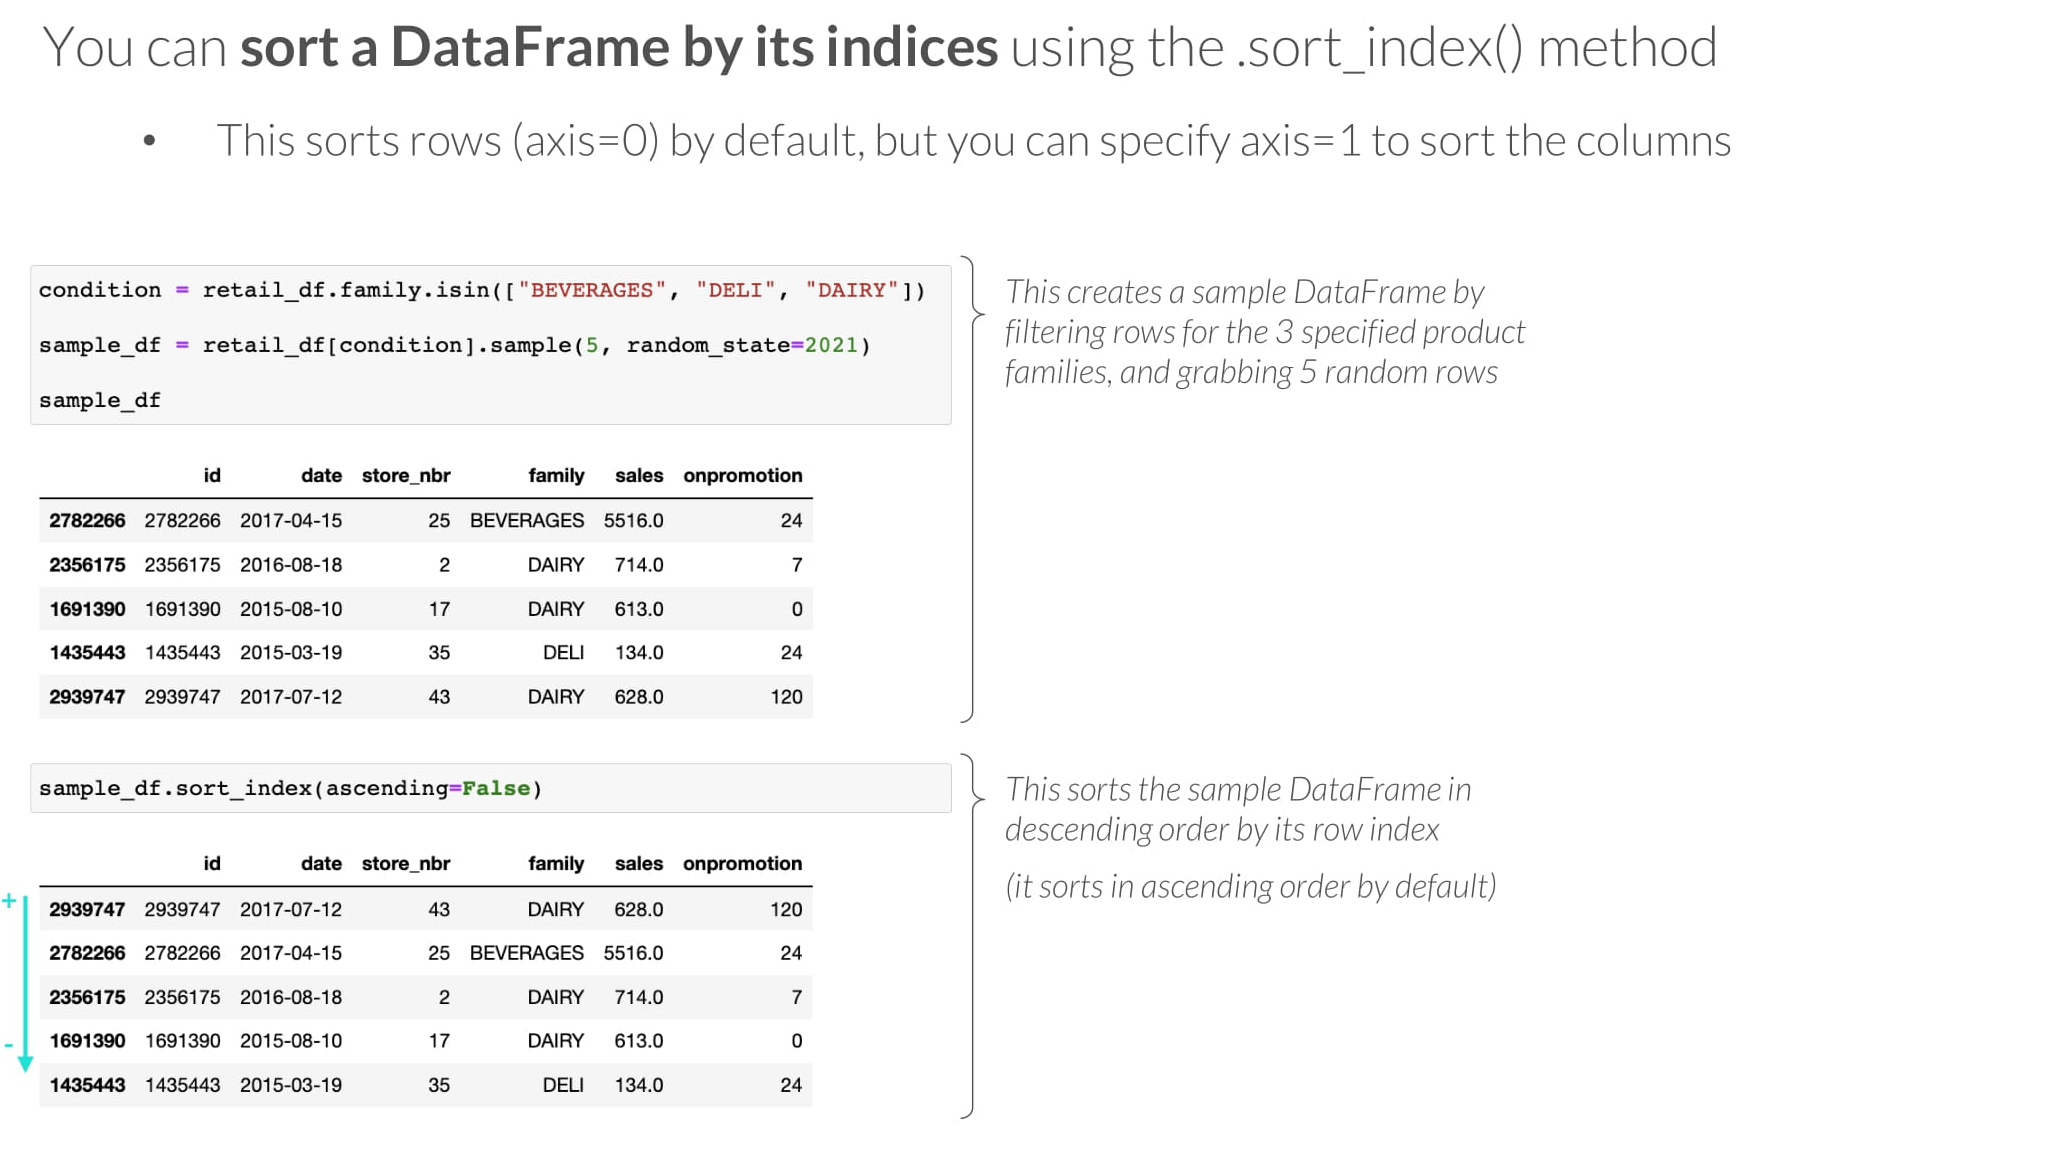 You can sort a DataFrame by its indices using the .sort_index() method
• This sorts rows (axis=0) by default, but you can specify axis=1 to sort the columns
condition = retail_df.family.isin(["BEVERAGES", "DELI", "DAIRY"])
sample_df = retail_df[condition].sample(5, random_state=2021)
sample_df
This creates a sample DataFrame by
filtering rows for the 3 specified product
families, and grabbing 5 random rows
id date store_nbr family sales onpromotion
2782266 2782266 2017-04-15 25 BEVERAGES 5516.0 24
2356175 2356175 2016-08-18 2 DAIRY 714.0 7
1691390 1691390 2015-08-10 17 DAIRY 613.0 0
1435443 1435443 2015-03-19 35 DELI 134.0 24
2939747 2939747 2017-07-12 43 DAIRY 628.0 120
sample_df.sort_index(ascending=False)
This sorts the sample DataFrame in
descending order by its row index
(it sorts in ascending order by default)
id date store_nbr family sales onpromotion
+ 2939747 2939747 2017-07-12 43 DAIRY 628.0 120
2782266 2782266 2017-04-15 25 BEVERAGES 5516.0 24
2356175 2356175 2016-08-18 2 DAIRY 714.0 7
- 1691390 1691390 2015-08-10 17 DAIRY 613.0 0
1435443 1435443 2015-03-19 35 DELI 134.0 24